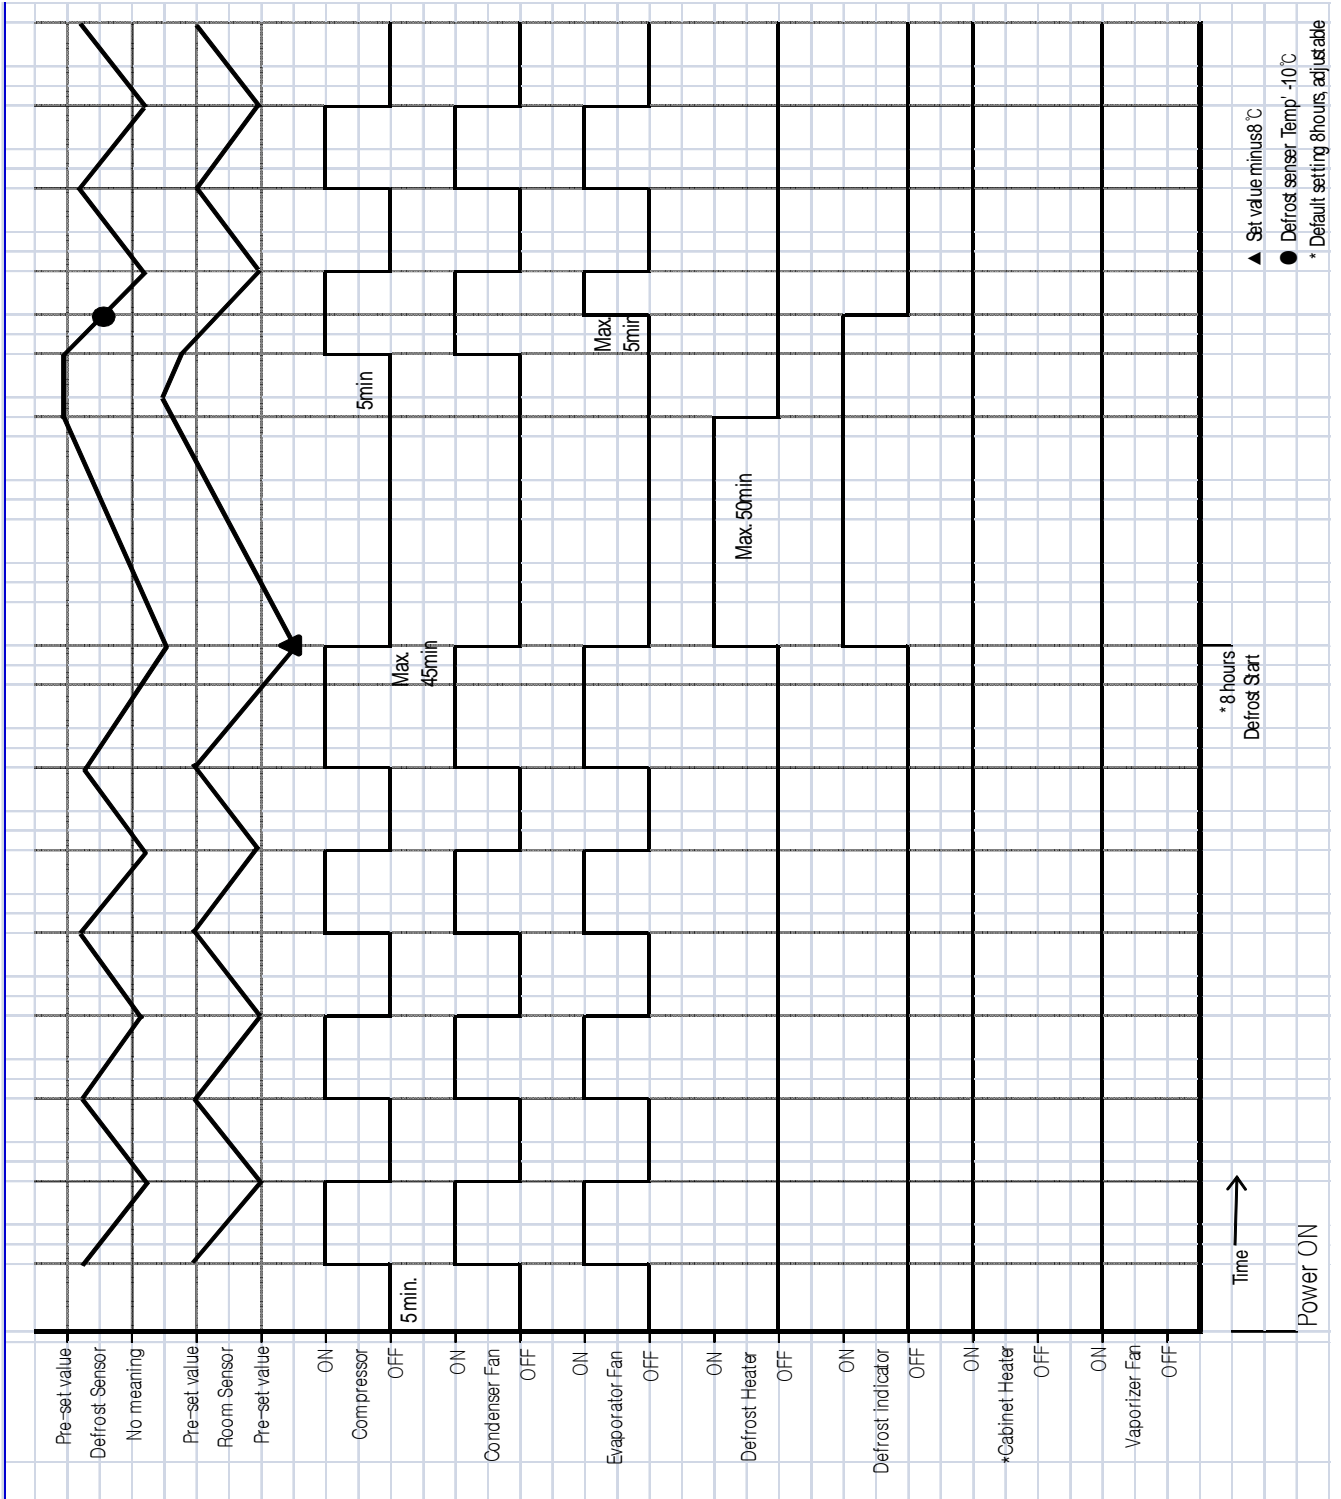 Pre-set value
Defrost Sensor
No meaning
Pre-set value
Room Sensor
Pre-set value
ON
Compressor
OFF
ON
Condenser Fan
OFF
ON
Evaporator Fan
OFF
ON
Defrost Heater
OFF
ON
Defrost indicator
OFF
ON
*Cabinet Heater
OFF
ON
Vaporizer Fan
OFF
5min.
Max.
45min
5min
Max.
5min
Max. 50min
Time
Power ON
* 8 hours
Defrost Start
▲ Set value minus8℃
● Defrost senser Temp' -10℃
* Default setting 8hours, adjustable